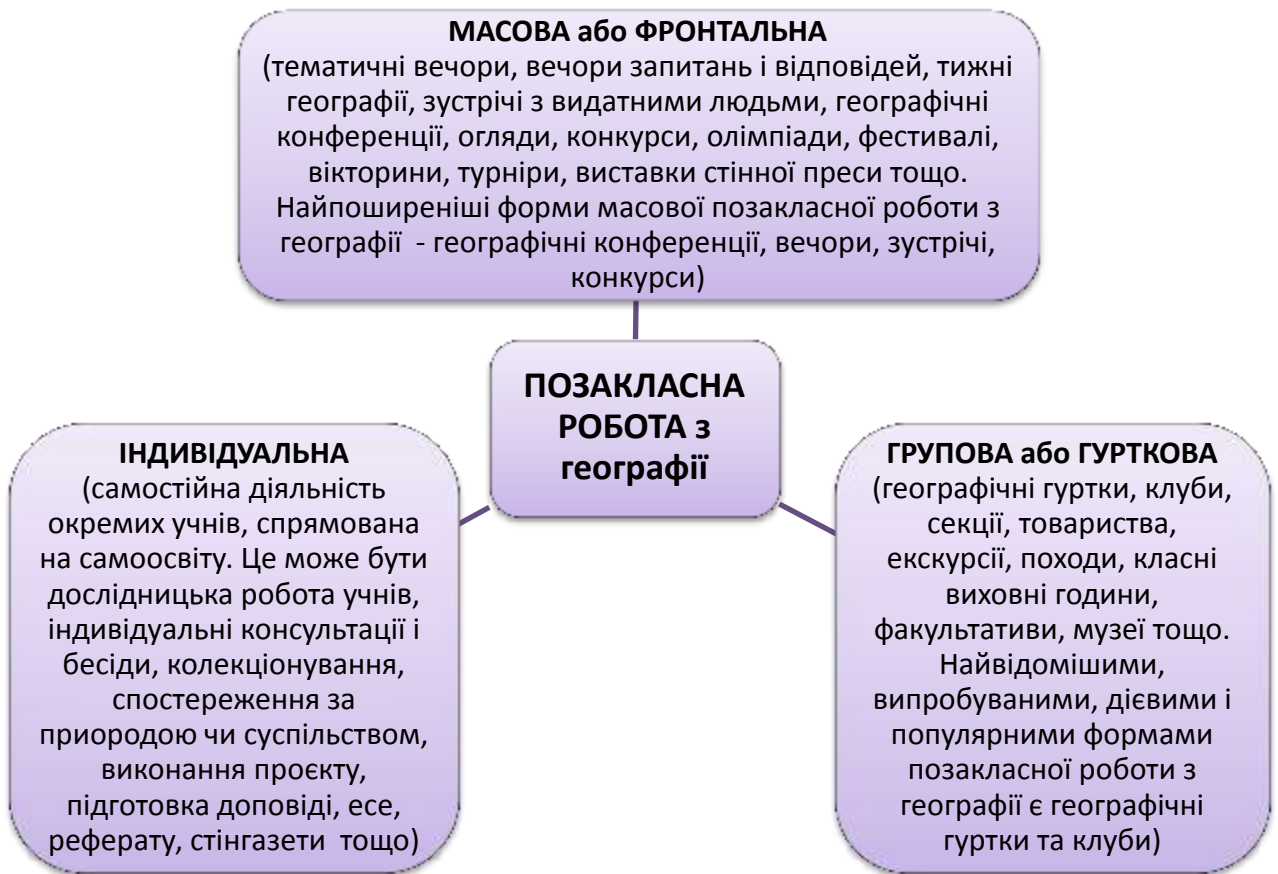 МАСОВА або ФРОНТАЛЬНА
(тематичні вечори, вечори запитань і відповідей, тижні
географії, зустрічі з видатними людьми, географічні
конференції, огляди, конкурси, олімпіади, фестивалі,
вікторини, турніри, виставки стінної преси тощо.
Найпоширеніші форми масової позакласної роботи з
географії - географічні конференції, вечори, зустрічі,
конкурси)
ПОЗАКЛАСНА
РОБОТА з
географії
ІНДИВІДУАЛЬНА
(самостійна діяльність
окремих учнів, спрямована
на самоосвіту. Це може бути
дослідницька робота учнів,
індивідуальні консультації і
бесіди, колекціонування,
спостереження за
приородою чи суспільством,
виконання проєкту,
підготовка доповіді, есе,
реферату, стінгазети тощо)
ГРУПОВА або ГУРТКОВА
(географічні гуртки, клуби,
секції, товариства,
екскурсії, походи, класні
виховні години,
факультативи, музеї тощо.
Найвідомішими,
випробуваними, дієвими і
популярними формами
позакласної роботи з
географії є географічні
гуртки та клуби)